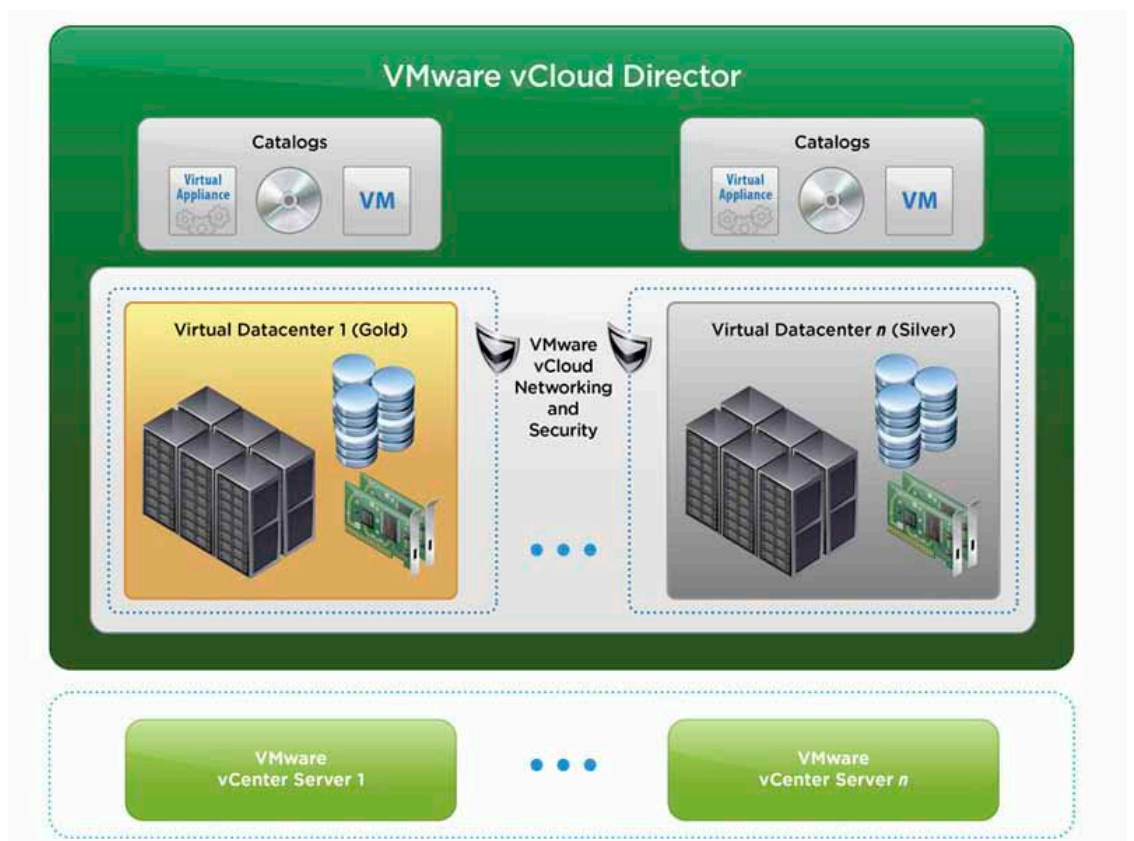 VMware vCloud Director
Catalogs
Virtual
Appliance
VM
Catalogs
Virtual
Appliance
VM
Virtual Datacenter 1 (Gold)
VMware
vCloud
Networking
and
Security
Virtual Datacenter n (Silver)
VMware
vCenter Server 1
VMware
vCenter Server n